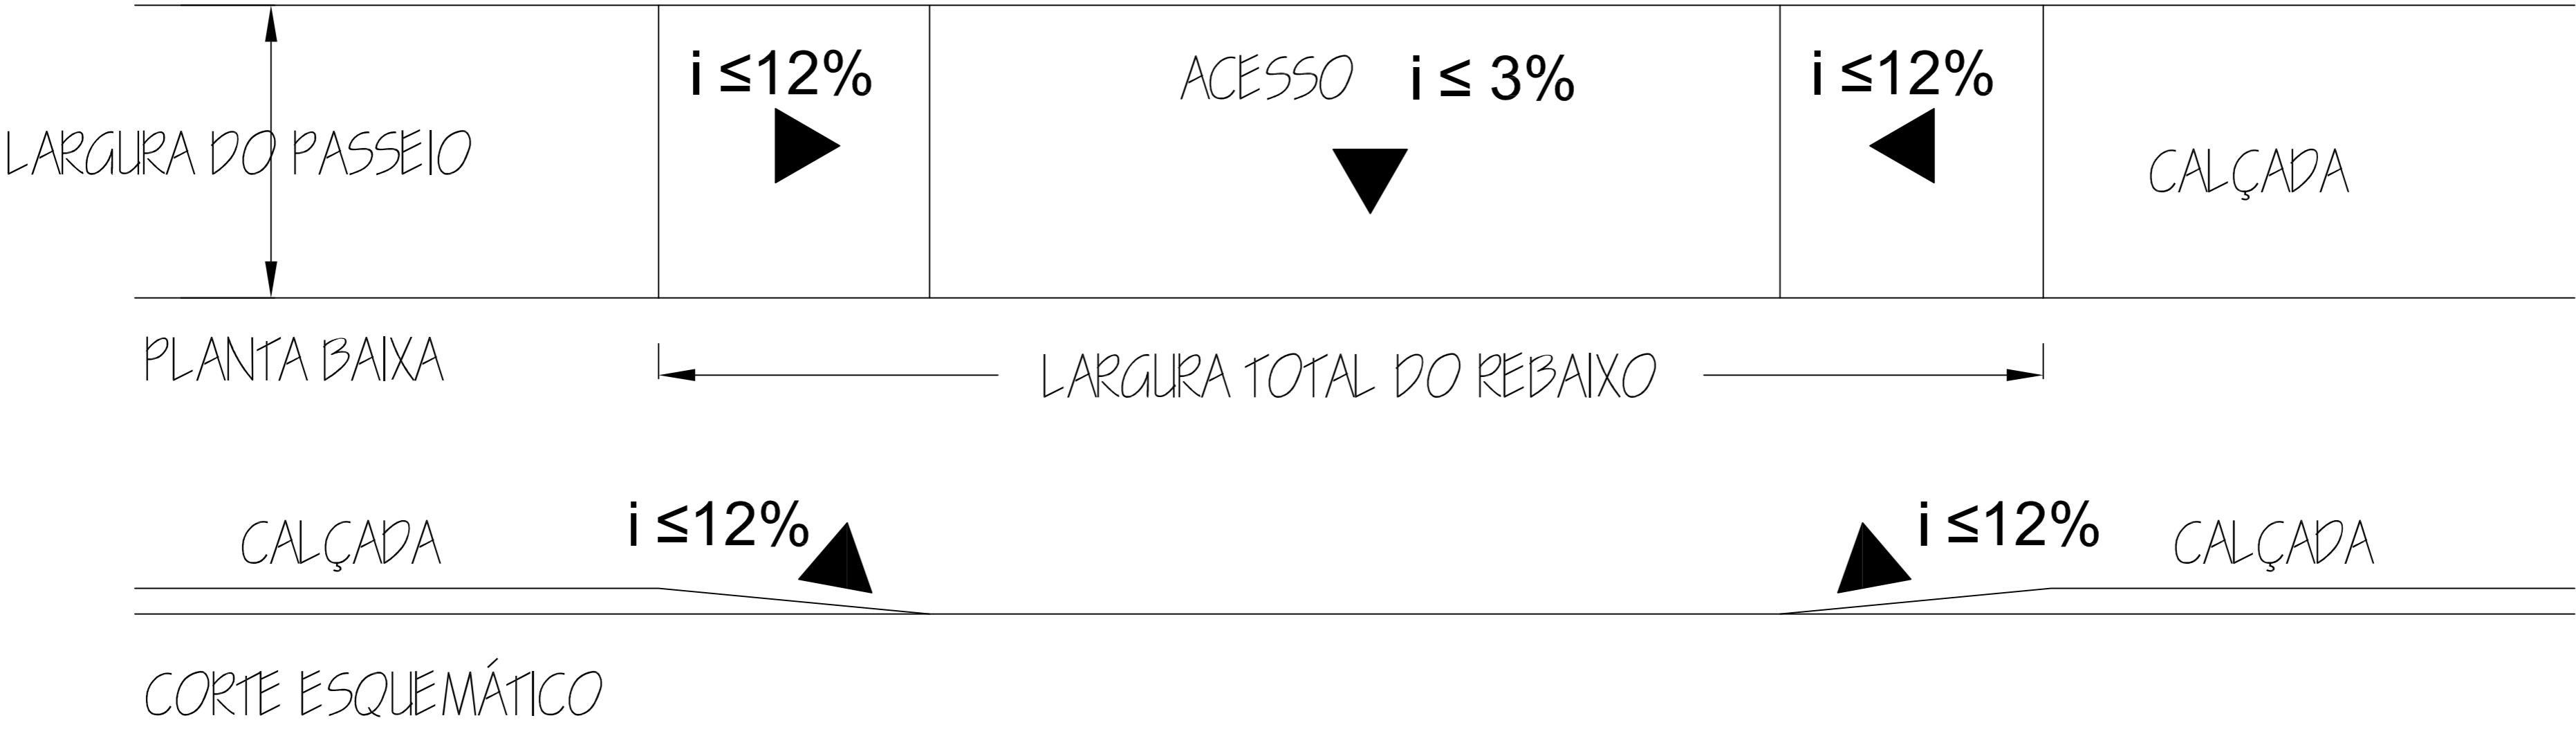 i ≤12%
ACESSO i ≤ 3%
i ≤12%
LARGURA DO PASSEIO
CALÇADA
PLANTA BAIXA
LARGURA TOTAL DO REBAIXO
CALÇADA
i ≤12%
i ≤12%
CALÇADA
CORTE ESQUEMÁTICO